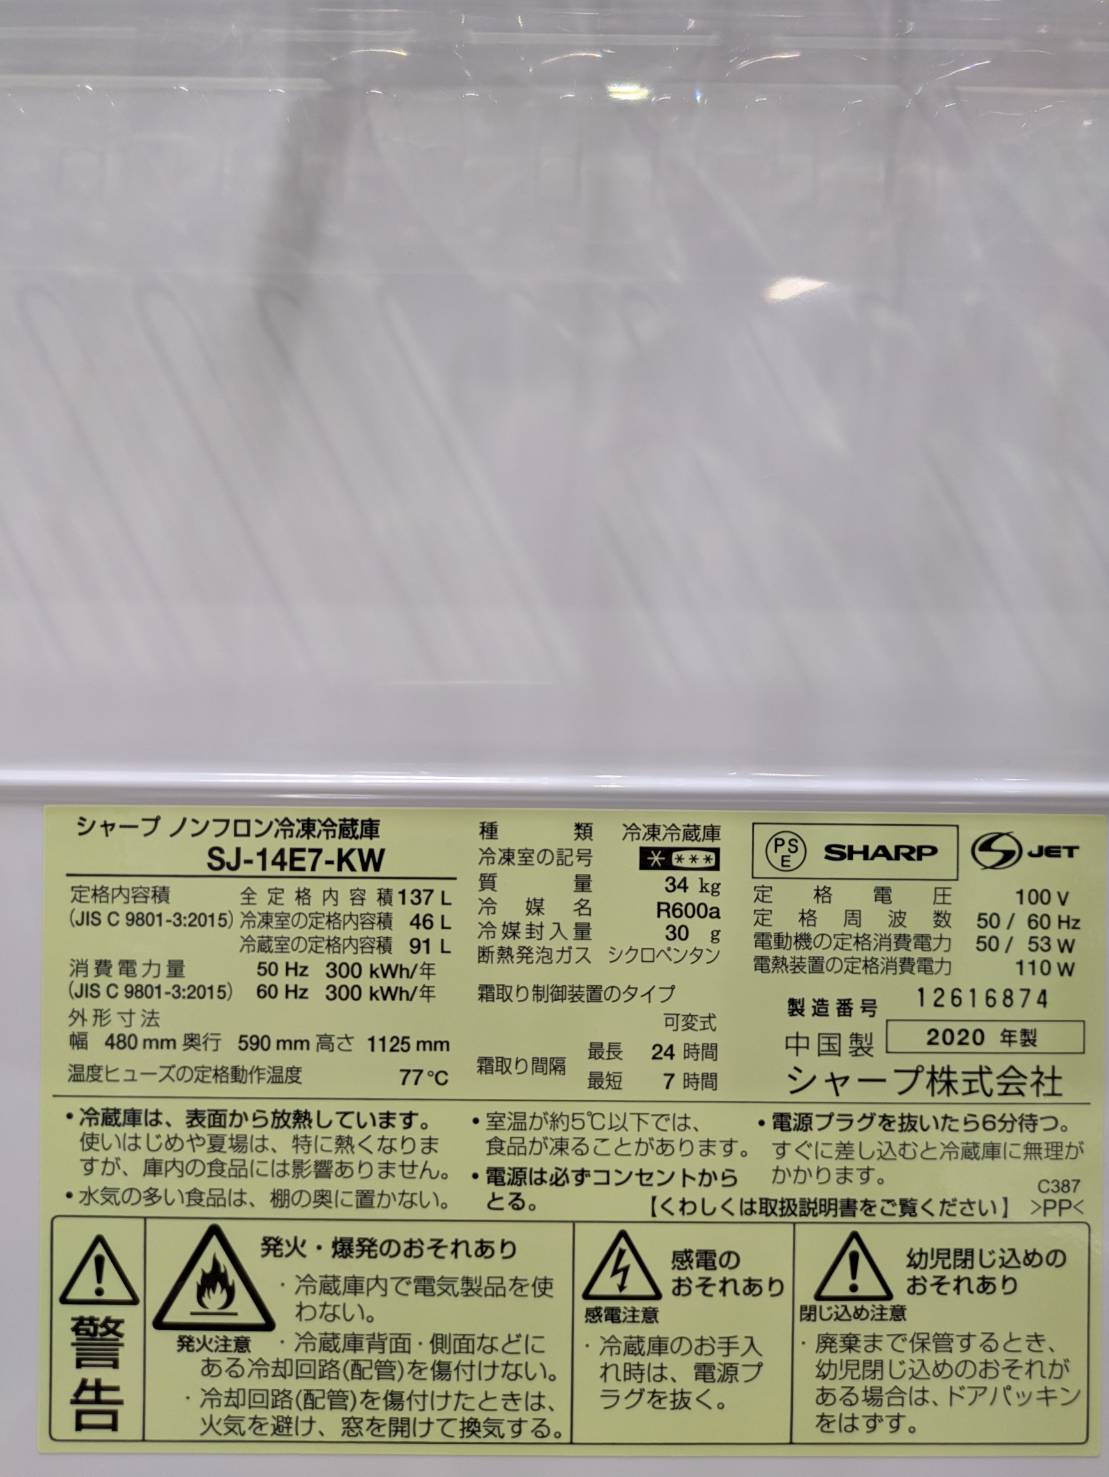 シャープ ノンフロン冷凍冷蔵庫
SJ-14E7-KW
定格内容積 全定格内容積 137 L
(JIS C 9801-3:2015) 冷凍室の定格内容積 46 L
冷蔵室の定格内容積 91 L
消費電力量 50 Hz 300 kWh/年
(JIS C 9801-3:2015) 60 Hz 300 kWh/年
外形寸法
幅 480 mm 奥行 590 mm 高さ 1125 mm
温度ヒューズの定格動作温度 77℃
種類 冷凍冷蔵庫
冷凍室の記号 * ***
質量 34 kg
冷媒名 R600a
冷媒封入量 30 g
断熱発泡ガス シクロペンタン
霜取り制御装置のタイプ
可変式
霜取り間隔 最長 24 時間
最短 7 時間
PS E SHARP S JET
定格電圧 100 V
定格周波数 50 / 60 Hz
電動機の定格消費電力 50 / 53 W
電熱装置の定格消費電力 110 W
製造番号 12616874
中国製 2020 年製
シャープ株式会社
・冷蔵庫は、表面から放熱しています。
使いはじめや夏場は、特に熱くなりま
すが、庫内の食品には影響ありません。
・水気の多い食品は、棚の奥に置かない。
・室温が約5℃以下では、
食品が凍ることがあります。
・電源は必ずコンセントから
とる。
・電源プラグを抜いたら6分待つ。
すぐに差し込むと冷蔵庫に無理が
かかります。
C387
【くわしくは取扱説明書をご覧ください】 >PP<
警告
発火・爆発のおそれあり
発火注意
・冷蔵庫内で電気製品を使
わない。
・冷蔵庫背面・側面などに
ある冷却回路(配管)を傷付けない。
・冷却回路(配管)を傷付けたときは、
火気を避け、窓を開けて換気する。
感電の
おそれあり
感電注意
・冷蔵庫のお手入
れ時は、電源プ
ラグを抜く。
幼児閉じ込めの
おそれあり
閉じ込め注意
・廃棄まで保管するとき、
幼児閉じ込めのおそれが
ある場合は、ドアパッキン
をはずす。